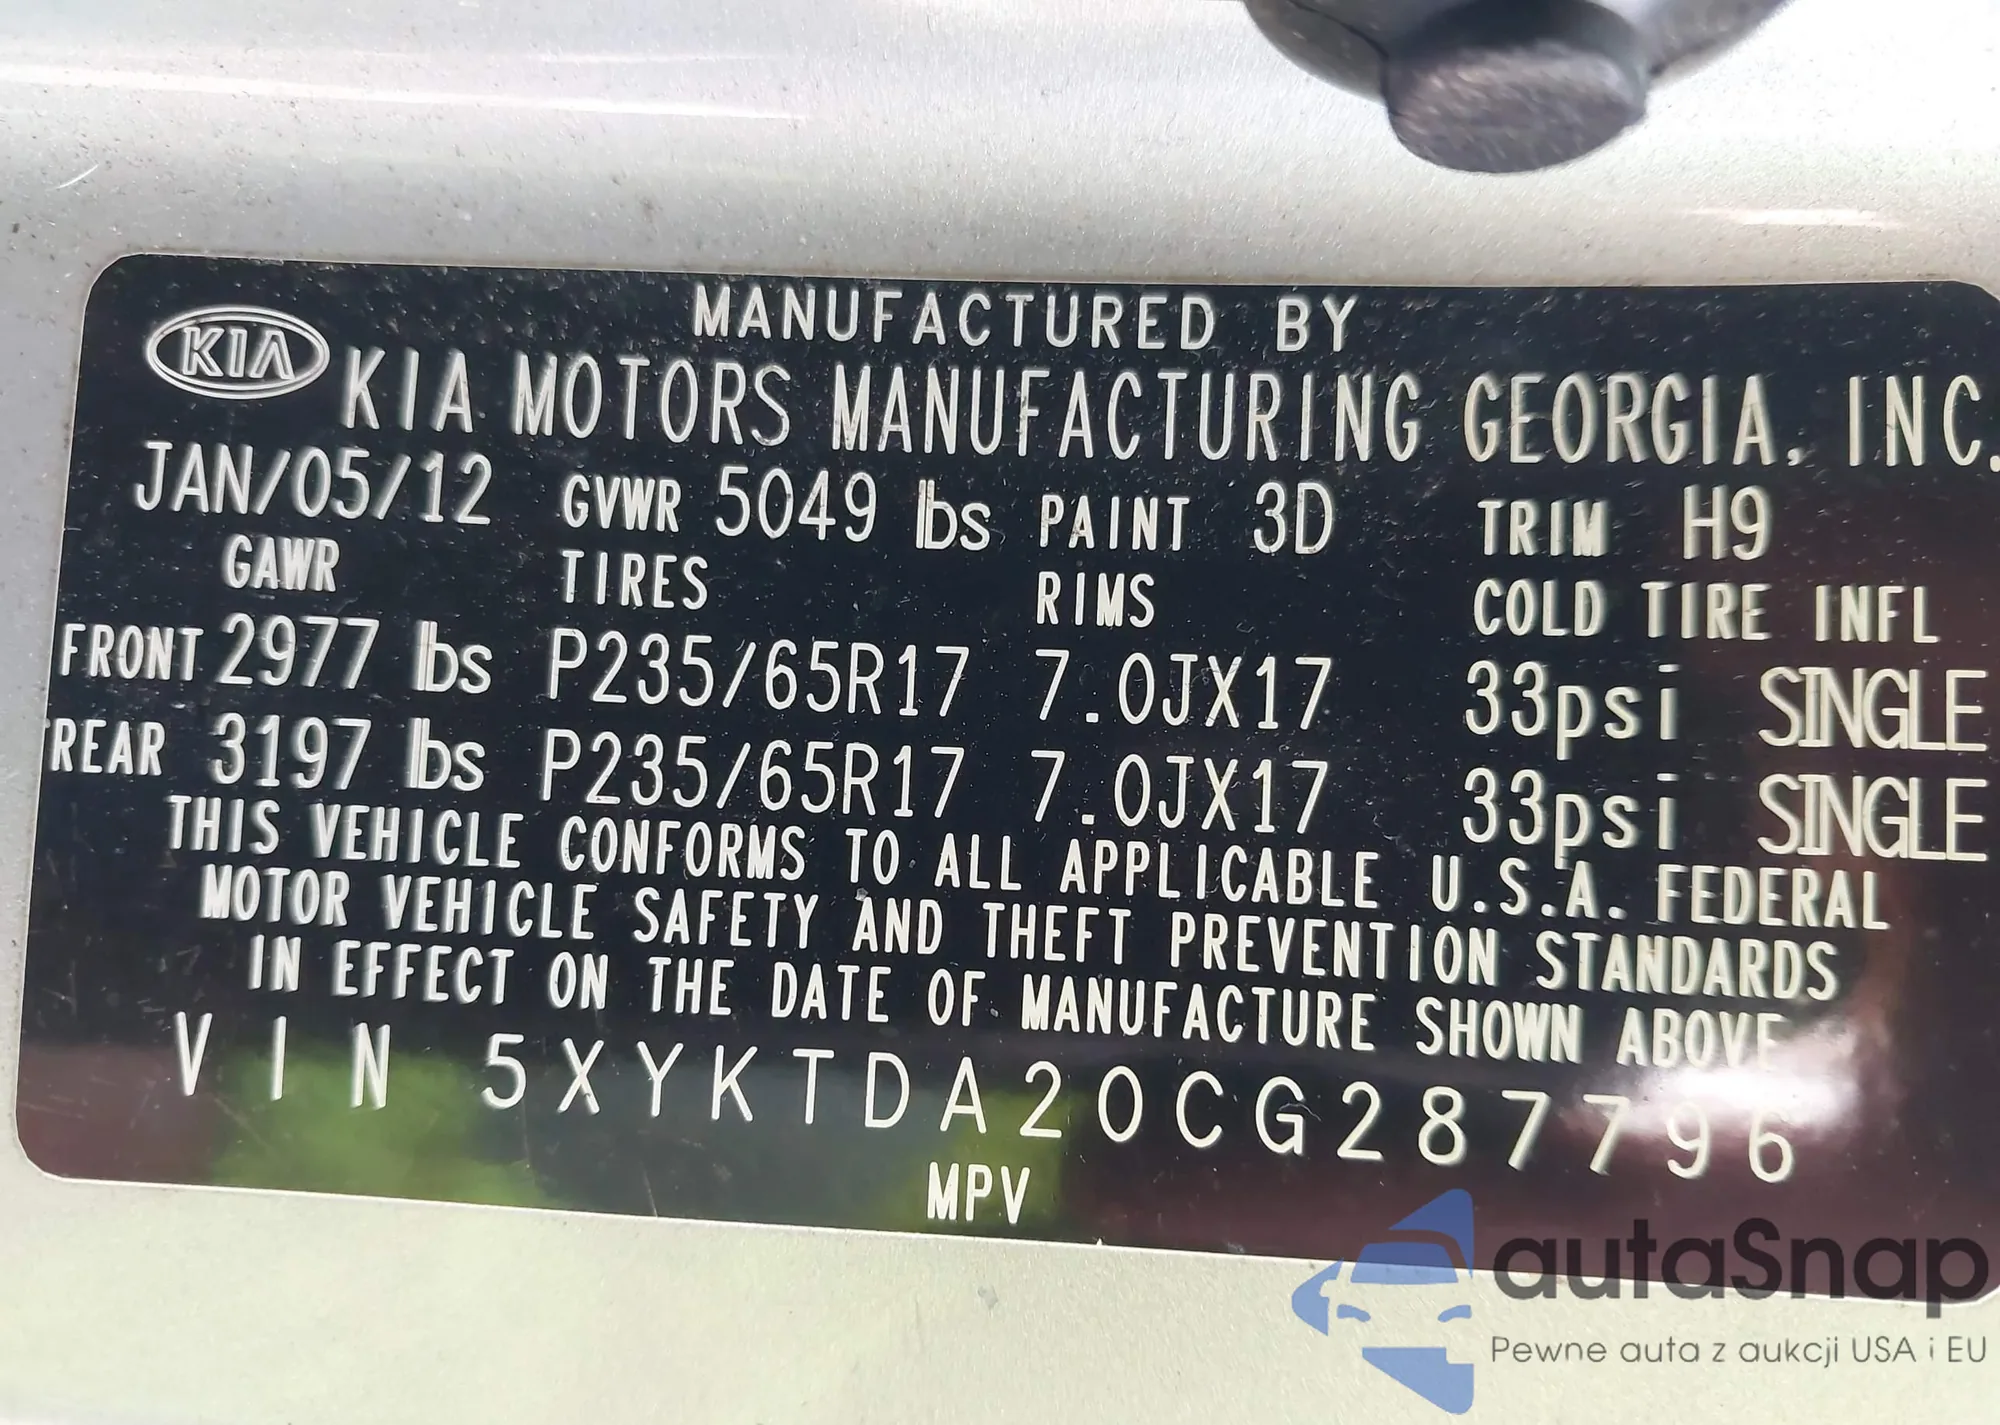 MANUFACTURED BY
KIA KIA MOTORS MANUFACTURING GEORGIA, INC.
JAN/05/12 GVWR 5049 lbs PAINT 3D TRIM H9
GAWR TIRES RIMS COLD TIRE INFL
FRONT 2977 lbs P235/65R17 7.0JX17 33psi SINGLE
REAR 3197 lbs P235/65R17 7.0JX17 33psi SINGLE
THIS VEHICLE CONFORMS TO ALL APPLICABLE U.S.A. FEDERAL
MOTOR VEHICLE SAFETY AND THEFT PREVENTION STANDARDS
IN EFFECT ON THE DATE OF MANUFACTURE SHOWN ABOVE
VIN 5XYKTDA20CG287796
MPV
autaSnap
Pewne auta z aukcji USA i EU